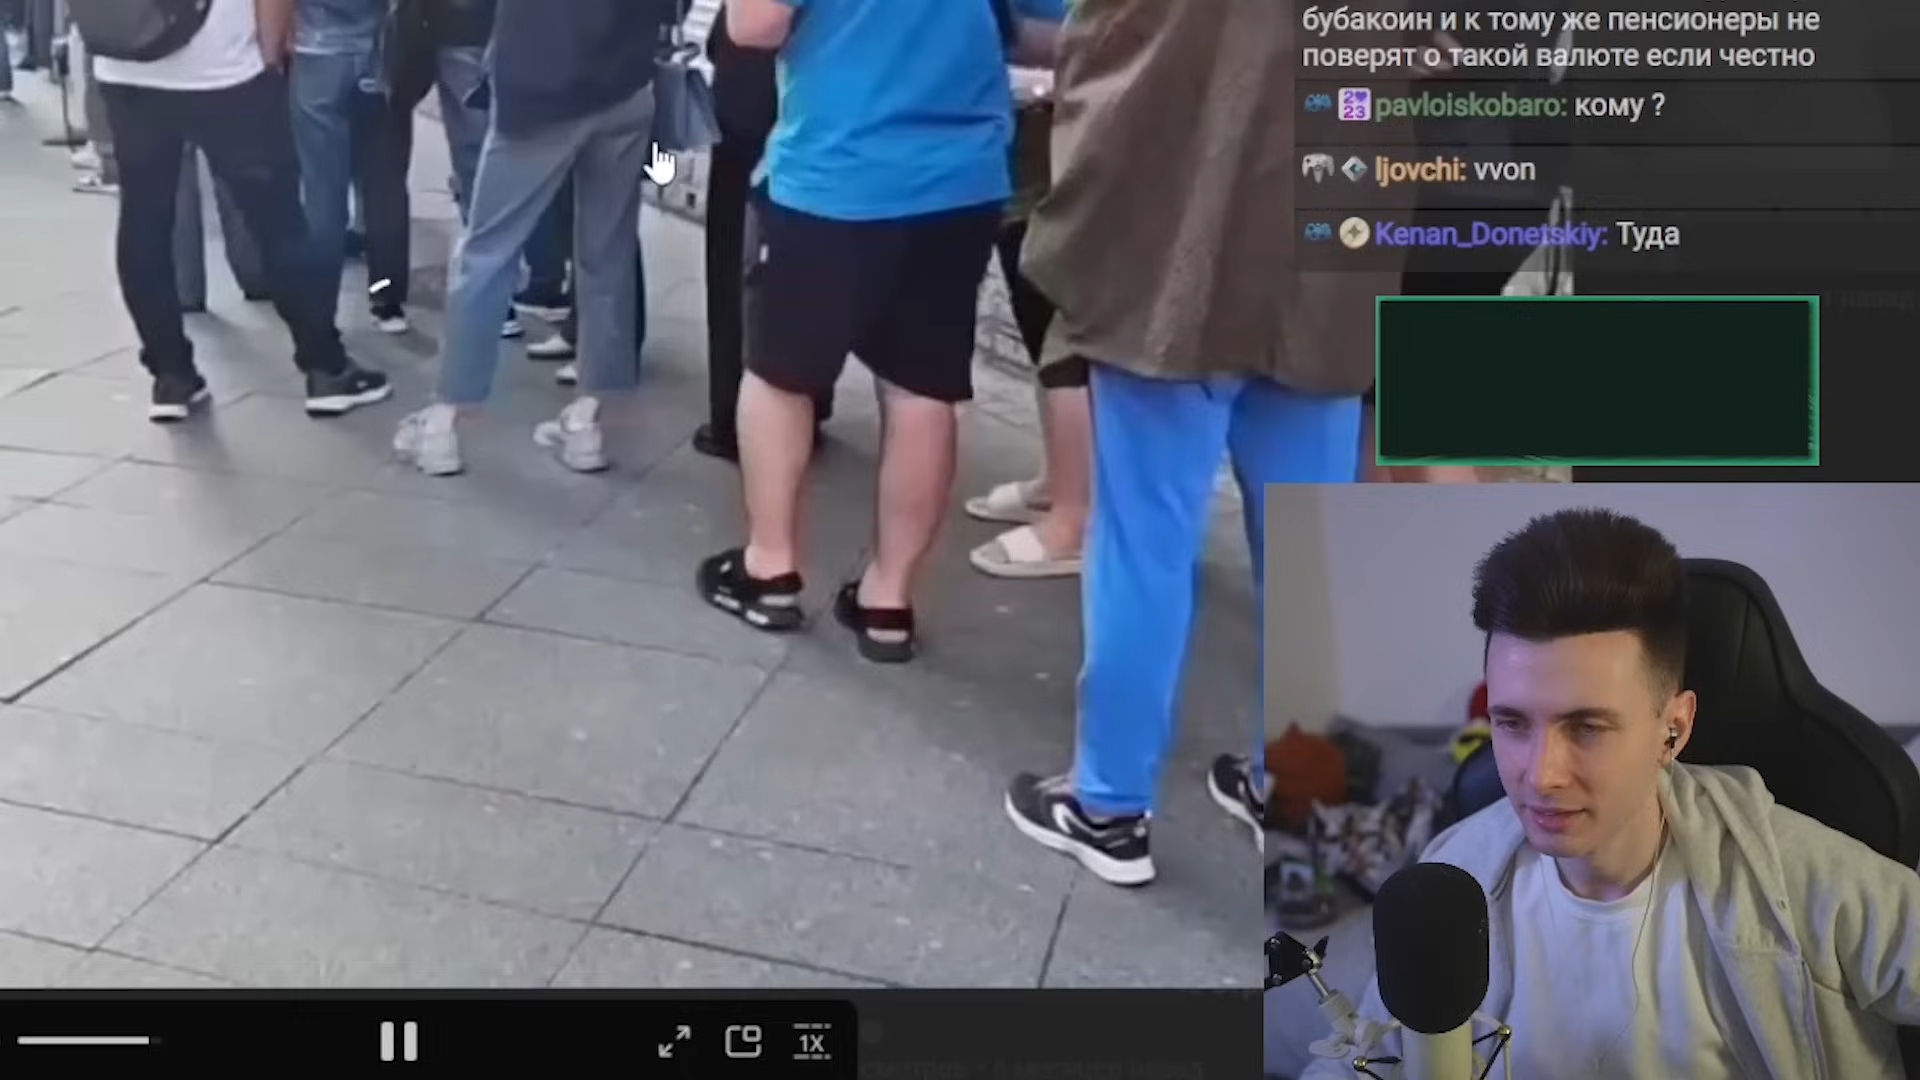 бубакоин и к тому же пенсионеры не
поверят о такой валюте если честно
pavloiskobaro: кому ?
ljovchi: vvon
Kenan_Donetskiy: Туда
1X